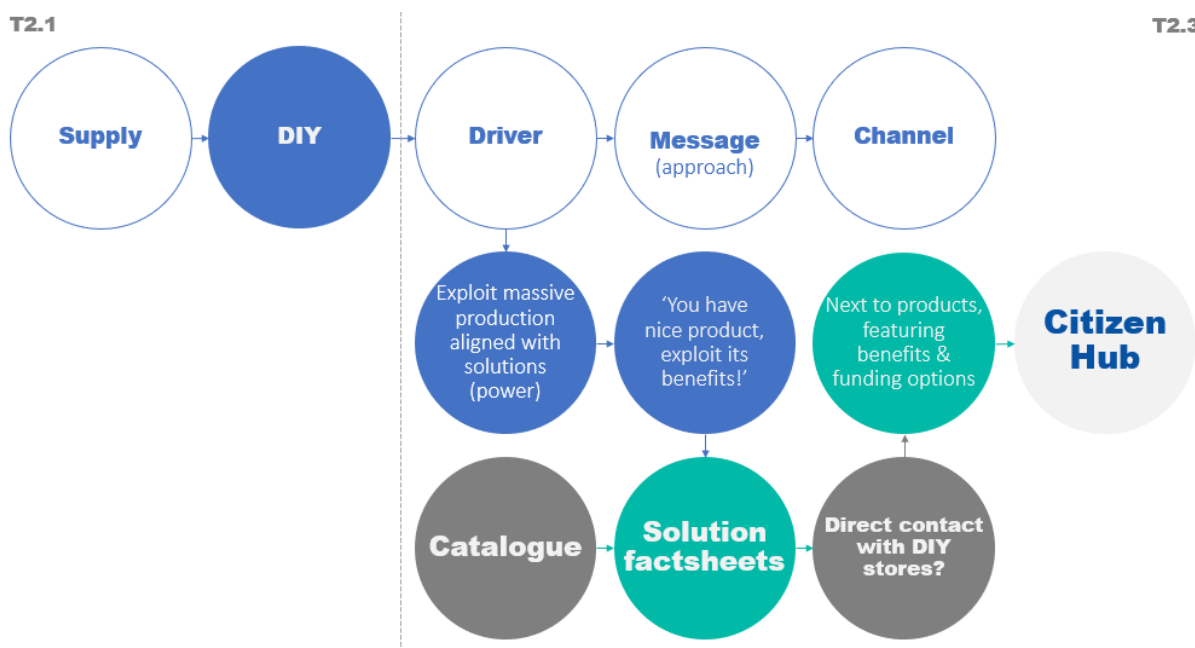 T2.1
T2.3
Supply
DIY
Driver
Message
(approach)
Channel
Exploit massive
production
aligned with
solutions
(power)
‘You have
nice product,
exploit its
benefits!’
Next to products,
featuring
benefits &
funding options
Citizen
Hub
Catalogue
Solution
factsheets
Direct contact
with DIY
stores?